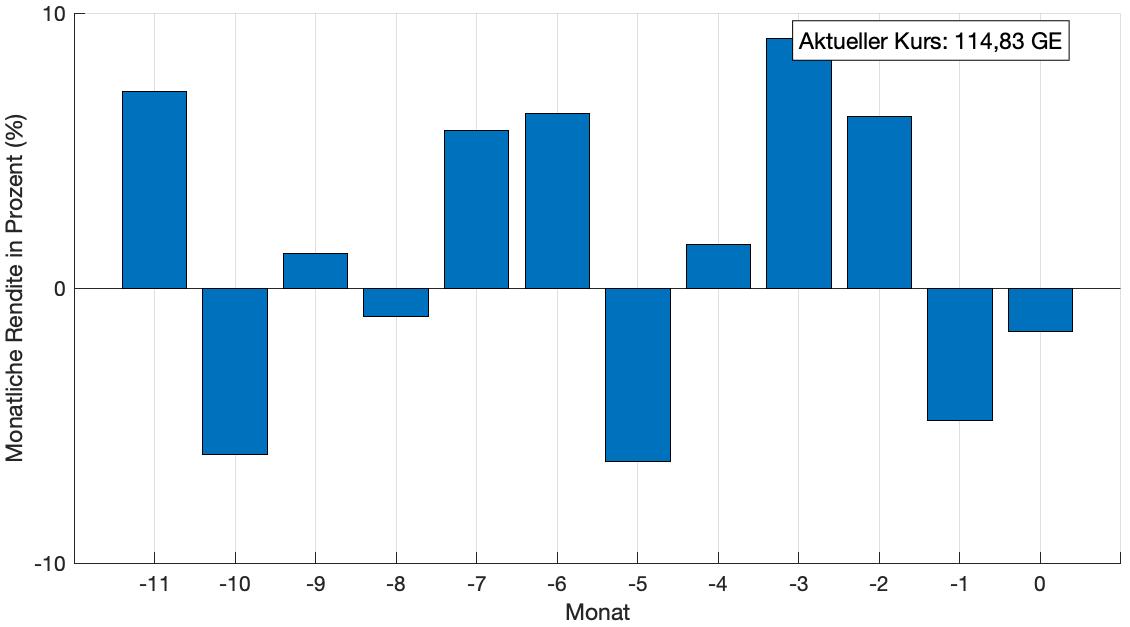 10
Aktueller Kurs: 114,83 GE
Monatliche Rendite in Prozent (%)
0
-10
-11 -10 -9 -8 -7 -6 -5 -4 -3 -2 -1 0
Monat